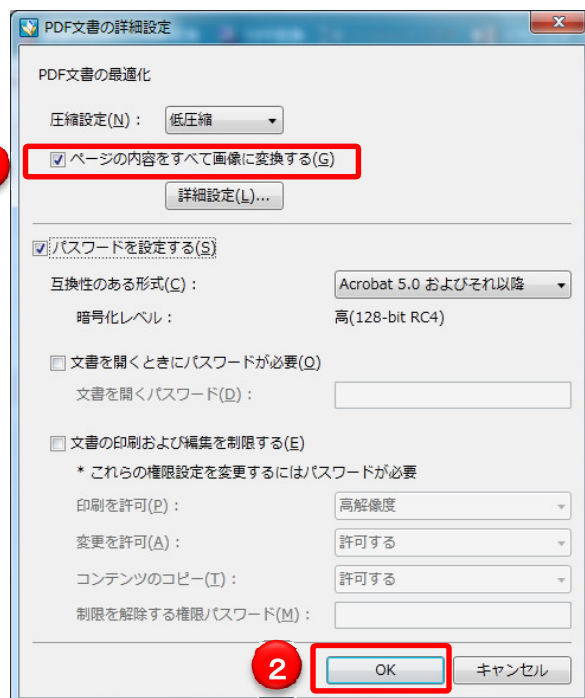 PDF文書の詳細設定
PDF文書の最適化
圧縮設定(N)： 低圧縮
ページの内容をすべて画像に変換する(G)
詳細設定(L)...
パスワードを設定する(S)
互換性のある形式(C)： Acrobat 5.0 およびそれ以降
暗号化レベル： 高(128-bit RC4)
文書を開くときにパスワードが必要(O)
文書を開くパスワード(D)：
文書の印刷および編集を制限する(E)
* これらの権限設定を変更するにはパスワードが必要
印刷を許可(P)： 高解像度
変更を許可(A)： 許可する
コンテンツのコピー(T)： 許可する
制限を解除する権限パスワード(M)：
2 OK キャンセル